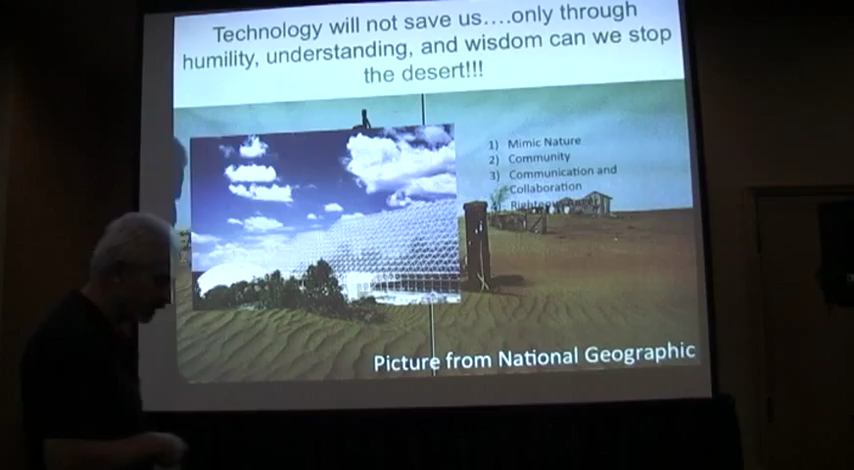 Technology will not save us....only through
humility, understanding, and wisdom can we stop
the desert!!!
1) Mimic Nature
2) Community
3) Communication and
Collaboration
Picture from National Geographic